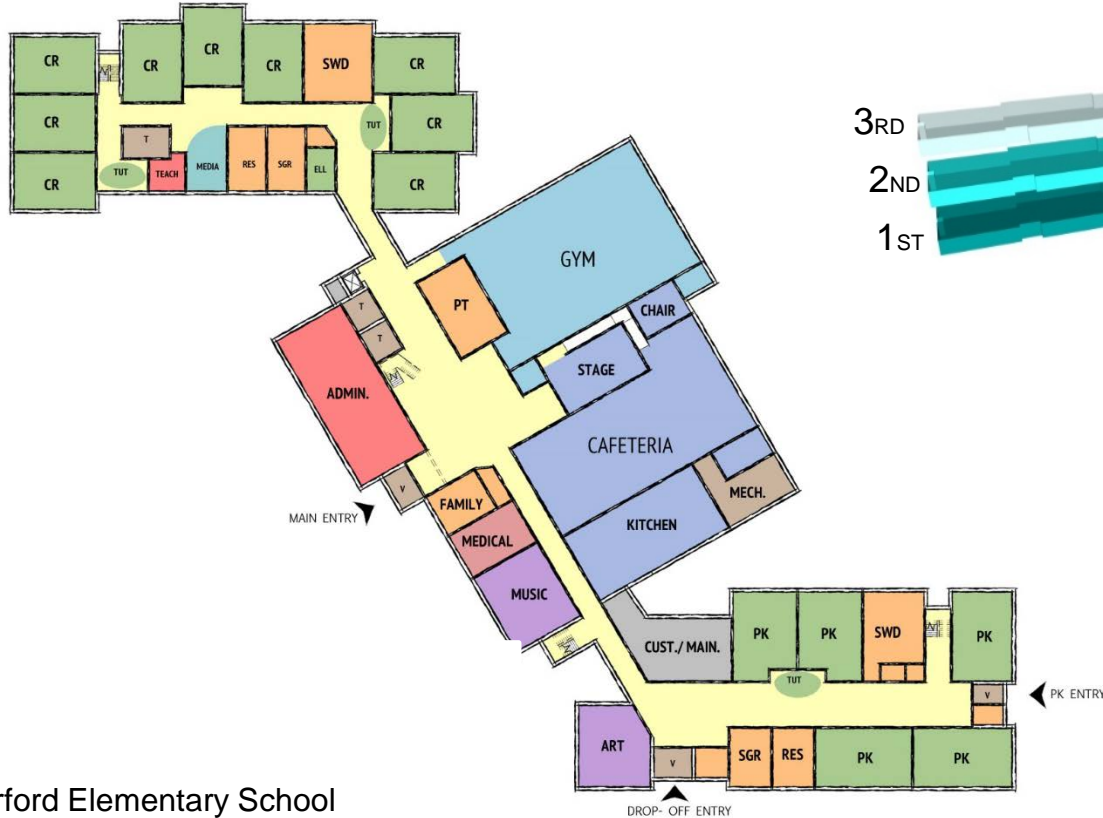 CR
CR
CR
SWD
CR
CR
CR
CR
CR
CR
T
TUT
TUT
TEACH
MEDIA
RES
SGR
ELL
3RD
2ND
1ST
GYM
PT
CHAIR
STAGE
T
T
ADMIN.
CAFETERIA
V
MAIN ENTRY
FAMILY
MECH.
KITCHEN
MEDICAL
MUSIC
CUST./ MAIN.
PK
PK
SWD
PK
TUT
V
PK ENTRY
ART
V
SGR
RES
PK
PK
DROP- OFF ENTRY
rford Elementary School